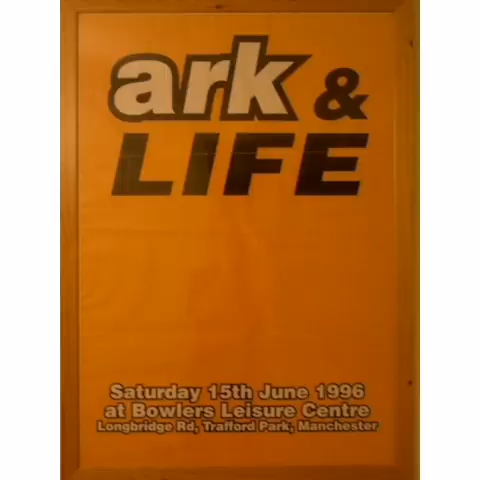 ark &
LIFE
Saturday 15th June 1996
at Bowlers Leisure Centre
Longbridge Rd, Trafford Park, Manchester